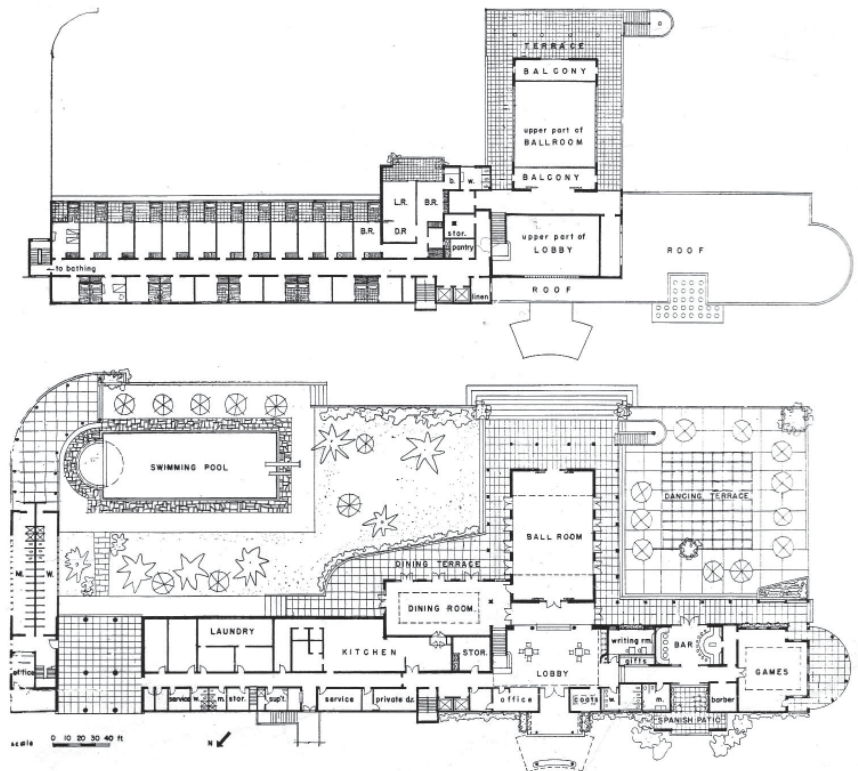 TERRACE
BALCONY
upper part of
BALLROOM
BALCONY
b. w.
L.R. B.R.
D.R
B.R. stor.
pantry
upper part of
LOBBY
ROOF
← to bathing
linen
ROOF
SWIMMING POOL
DANCING TERRACE
BALL ROOM
M. W.
DINING TERRACE
DINING ROOM
LAUNDRY
KITCHEN
STOR.
writing rm.
gifts
BAR
LOBBY
GAMES
office
service m. stor. sup't. service private d.r.
office coats w. m. barber
SPANISH PATIO
scale 0 10 20 30 40 ft
N